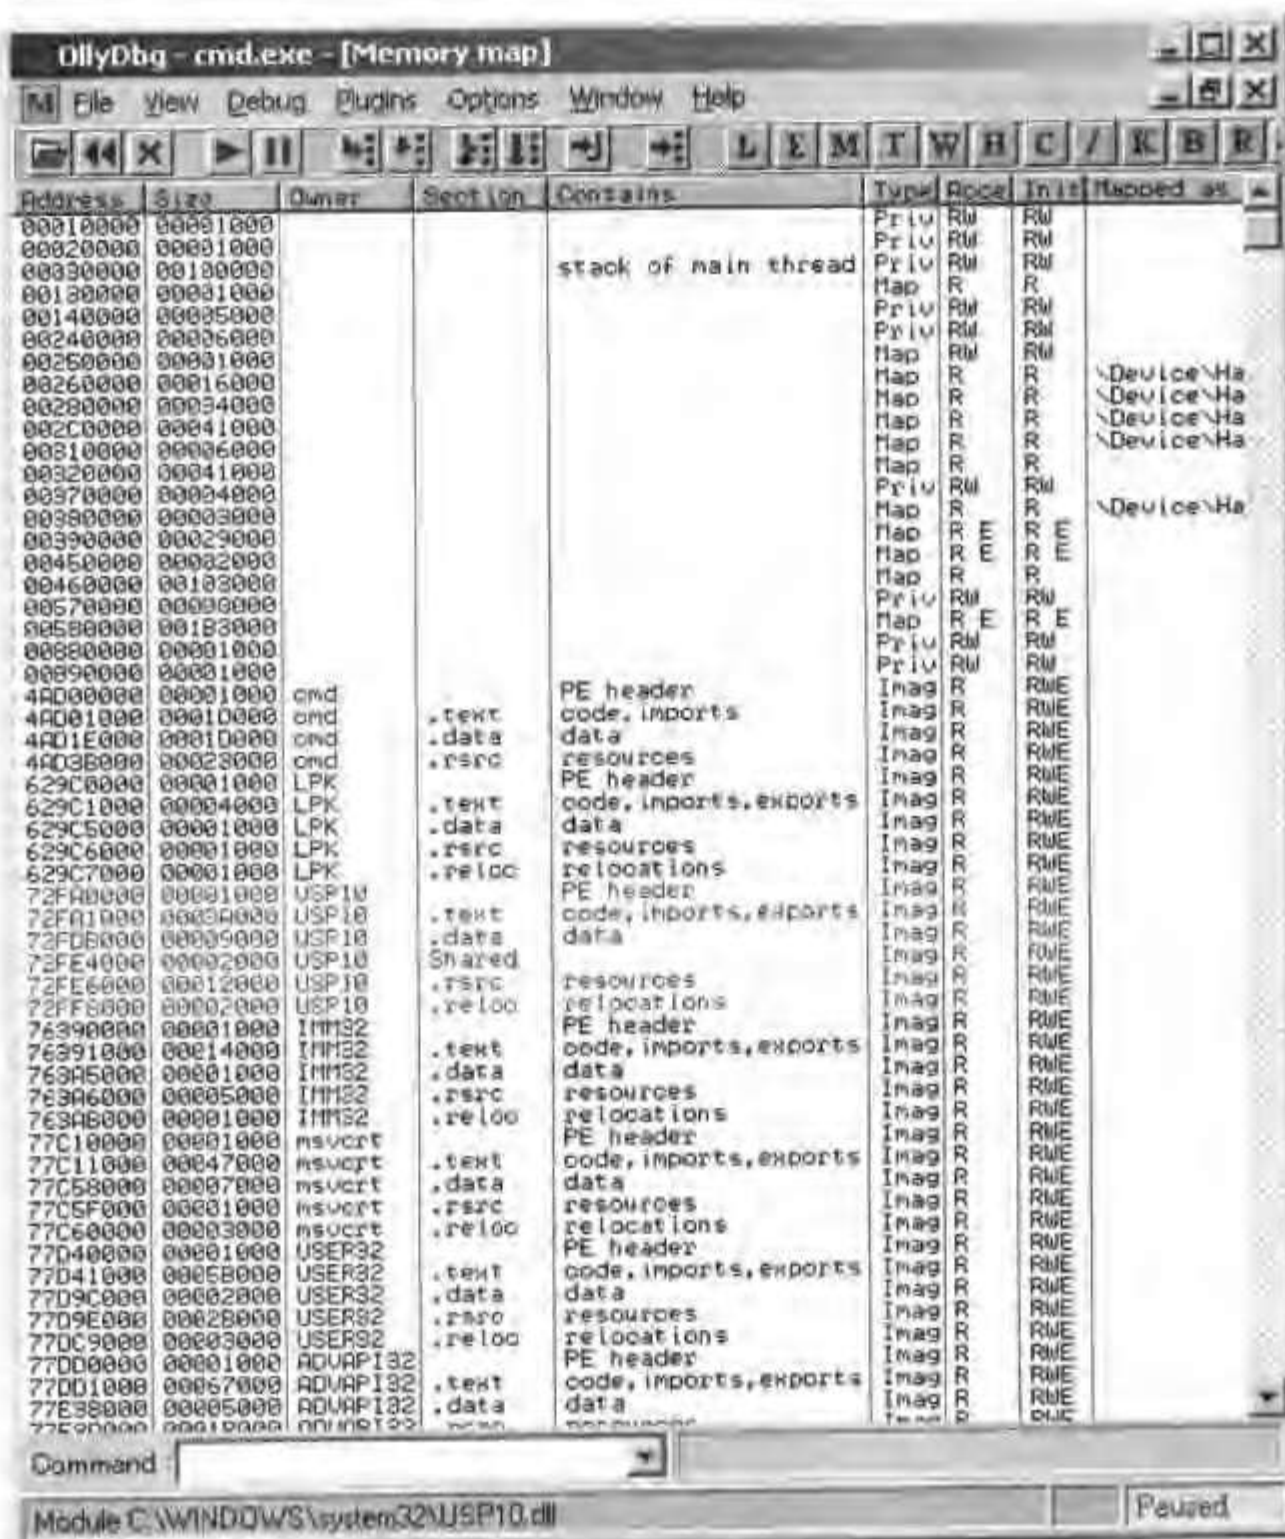 OllyDbg - cmd.exe - [Memory map]
M File View Debug Plugins Options Window Help
L E M T W H C / K B R
Address Size Owner Section Contains Type Acce Init Mapped as
00010000 00001000 Priv RW RW
00020000 00001000 Priv RW RW
00030000 00100000 stack of main thread Priv RW RW
00130000 00001000 Map R R
00140000 00005000 Priv RW RW
00240000 00006000 Priv RW RW
00250000 00001000 Map RW RW
00260000 00016000 Map R R \Device\Ha
00280000 00034000 Map R R \Device\Ha
002C0000 00041000 Map R R \Device\Ha
00310000 00006000 Map R R \Device\Ha
00320000 00041000 Map R R
00370000 00004000 Priv RW RW
00380000 00003000 Map R R \Device\Ha
00390000 00029000 Map R E R E
00450000 00002000 Map R E R E
00460000 00103000 Map R R
00570000 Priv RW RW
00580000 001B3000 Map R E R E
00880000 00001000 Priv RW RW
00890000 00001000 Priv RW RW
4AD00000 00001000 cmd PE header Imag R RWE
4AD01000 0001D000 cmd .text code,imports Imag R RWE
4AD1E000 0001D000 cmd .data data Imag R RWE
4AD3B000 00023000 cmd .rsrc resources Imag R RWE
629C0000 00001000 LPK PE header Imag R RWE
629C1000 00004000 LPK .text code,imports,exports Imag R RWE
629C5000 00001000 LPK .data data Imag R RWE
629C6000 00001000 LPK .rsrc resources Imag R RWE
629C7000 00001000 LPK .reloc relocations Imag R RWE
72FA0000 00001000 USP10 PE header Imag R RWE
72FA1000 0003A000 USP10 .text code,imports,exports Imag R RWE
72FDB000 00009000 USP10 .data data Imag R RWE
72FE4000 00002000 USP10 Shared Imag R RWE
72FE6000 00012000 USP10 .rsrc resources Imag R RWE
72FF8000 00002000 USP10 .reloc relocations Imag R RWE
76390000 00001000 IMM32 PE header Imag R RWE
76391000 00014000 IMM32 .text code,imports,exports Imag R RWE
763A5000 00001000 IMM32 .data data Imag R RWE
763A6000 00005000 IMM32 .rsrc resources Imag R RWE
763AB000 00001000 IMM32 .reloc relocations Imag R RWE
77C10000 00001000 msvcrt PE header Imag R RWE
77C11000 00047000 msvcrt .text code,imports,exports Imag R RWE
77C58000 00007000 msvcrt .data data Imag R RWE
77C5F000 00001000 msvcrt .rsrc resources Imag R RWE
77C60000 00003000 msvcrt .reloc relocations Imag R RWE
77D40000 00001000 USER32 PE header Imag R RWE
77D41000 0005B000 USER32 .text code,imports,exports Imag R RWE
77D9C000 00002000 USER32 .data data Imag R RWE
77D9E000 0002B000 USER32 .rsrc resources Imag R RWE
77DC9000 00003000 USER32 .reloc relocations Imag R RWE
77DD0000 00001000 ADVAPI32 PE header Imag R RWE
77DD1000 00067000 ADVAPI32 .text code,imports,exports Imag R RWE
77E38000 00005000 ADVAPI32 .data data Imag R RWE
77E3D000 0001B000 ADVAPI32 .rsrc resources Imag R RWE
Command :
Module C:\WINDOWS\system32\USP10.dll
Paused